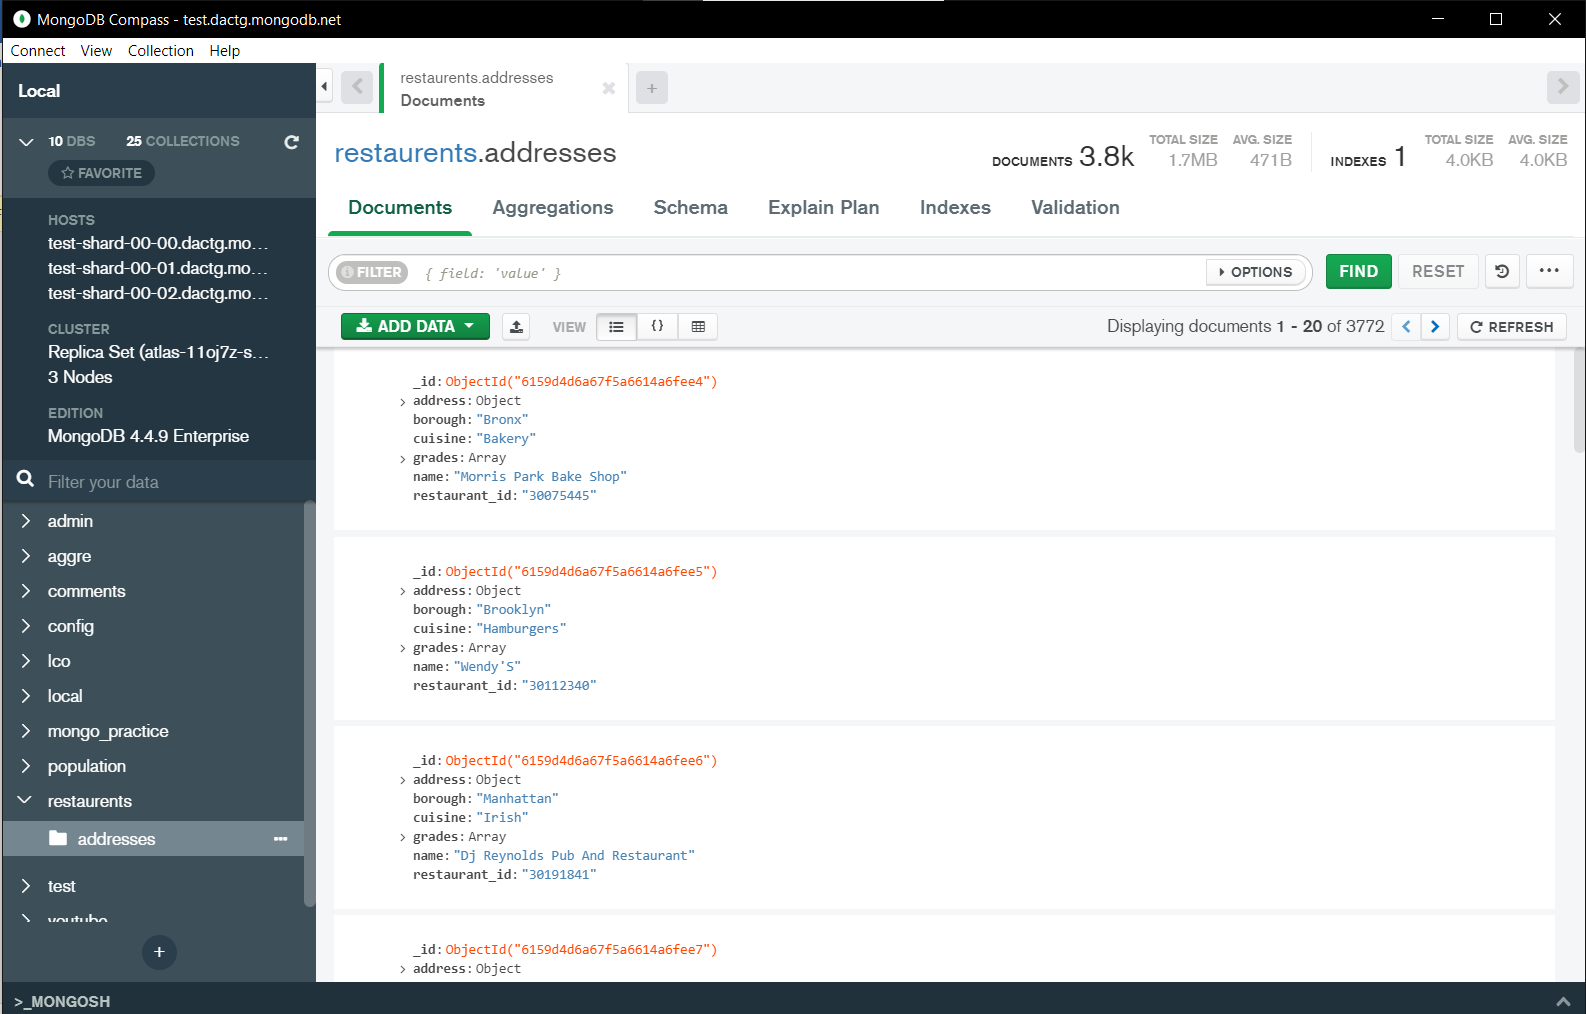 MongoDB Compass - test.dactg.mongodb.net
Connect View Collection Help
Local
10 DBS 25 COLLECTIONS
FAVORITE
HOSTS
test-shard-00-00.dactg.mo...
test-shard-00-01.dactg.mo...
test-shard-00-02.dactg.mo...
CLUSTER
Replica Set (atlas-11oj7z-s...
3 Nodes
EDITION
MongoDB 4.4.9 Enterprise
Filter your data
admin
aggre
comments
config
lco
local
mongo_practice
population
restaurents
addresses
test
youtube
>_MONGOSH
restaurents.addresses
Documents
restaurents.addresses
DOCUMENTS 3.8k TOTAL SIZE 1.7MB AVG. SIZE 471B INDEXES 1 TOTAL SIZE 4.0KB AVG. SIZE 4.0KB
Documents Aggregations Schema Explain Plan Indexes Validation
FILTER { field: 'value' } OPTIONS FIND RESET
ADD DATA VIEW {} Displaying documents 1 - 20 of 3772 REFRESH
_id: ObjectId("6159d4d6a67f5a6614a6fee4")
address: Object
borough: "Bronx"
cuisine: "Bakery"
grades: Array
name: "Morris Park Bake Shop"
restaurant_id: "30075445"
_id: ObjectId("6159d4d6a67f5a6614a6fee5")
address: Object
borough: "Brooklyn"
cuisine: "Hamburgers"
grades: Array
name: "Wendy'S"
restaurant_id: "30112340"
_id: ObjectId("6159d4d6a67f5a6614a6fee6")
address: Object
borough: "Manhattan"
cuisine: "Irish"
grades: Array
name: "Dj Reynolds Pub And Restaurant"
restaurant_id: "30191841"
_id: ObjectId("6159d4d6a67f5a6614a6fee7")
address: Object